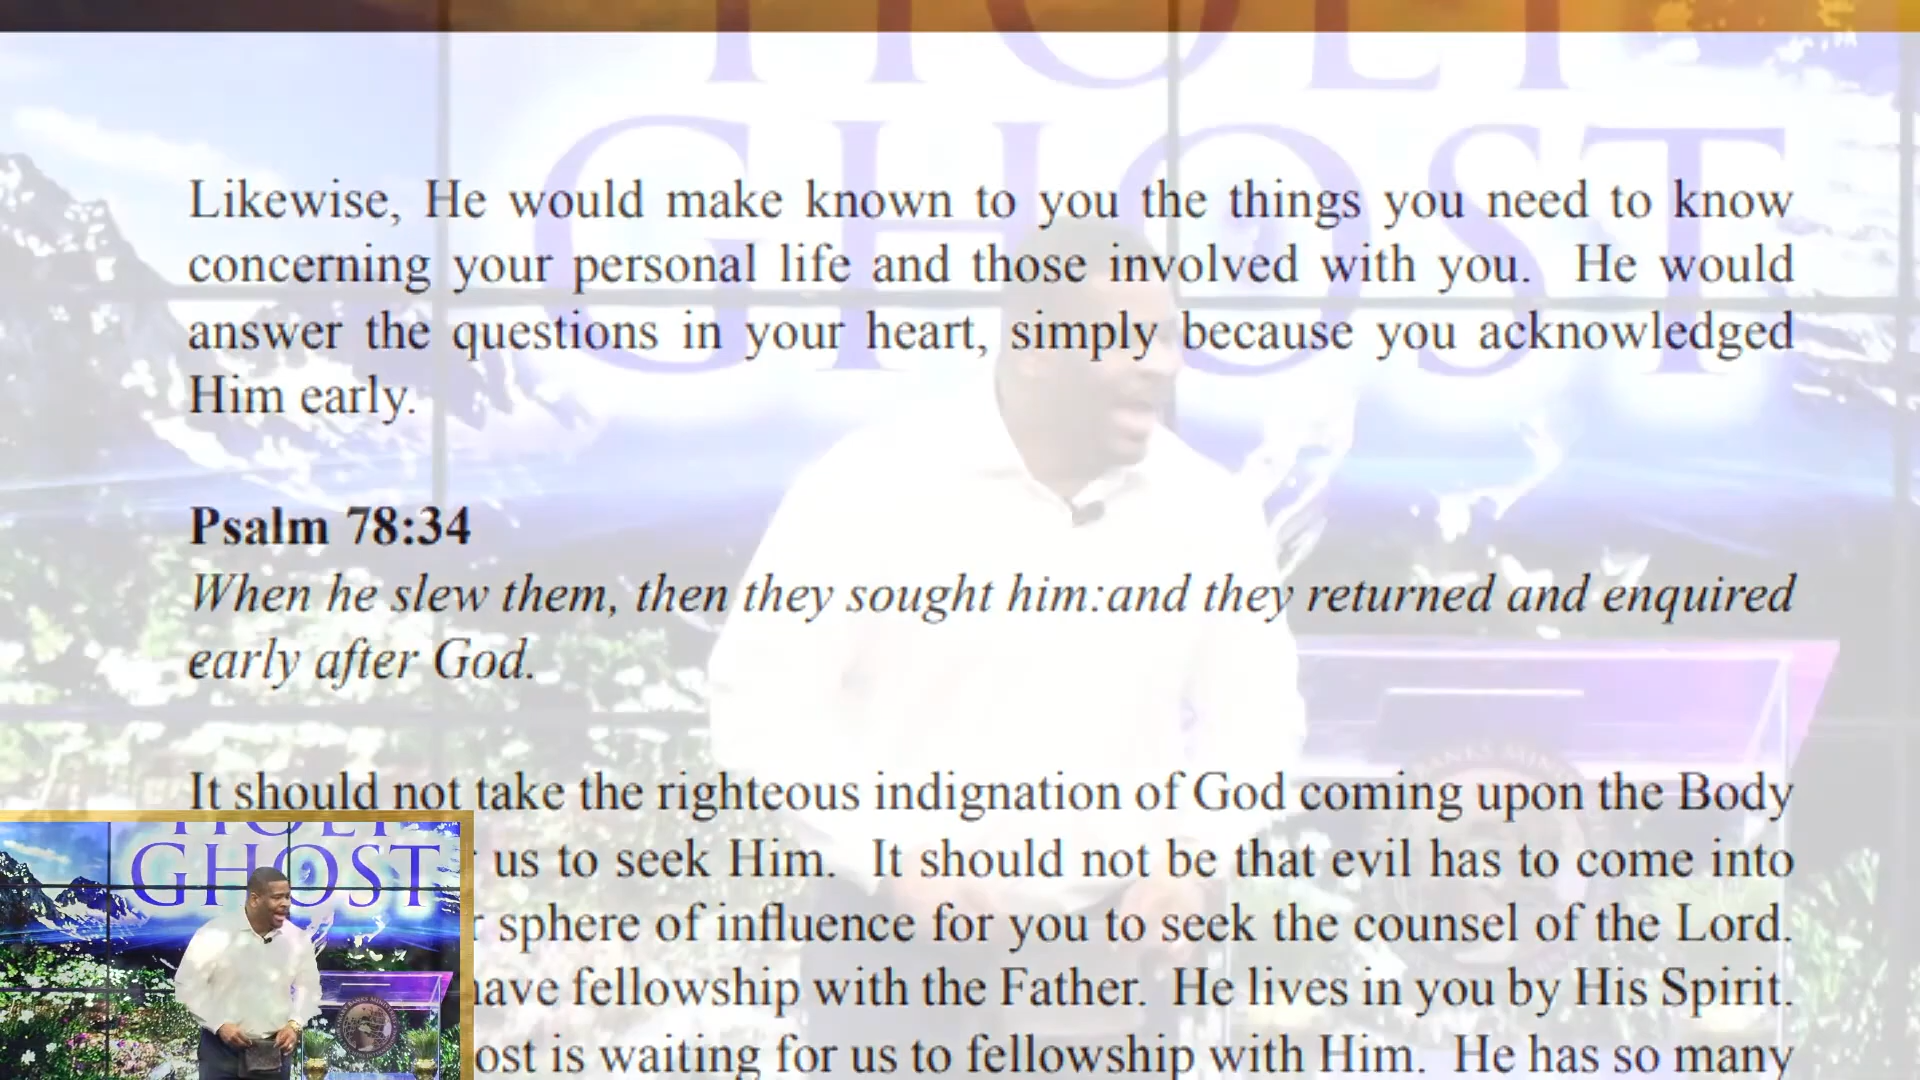 HOLY
GHOST
Likewise, He would make known to you the things you need to know
concerning your personal life and those involved with you. He would
answer the questions in your heart, simply because you acknowledged
Him early.
Psalm 78:34
When he slew them, then they sought him:and they returned and enquired
early after God.
It should not take the righteous indignation of God coming upon the Body
us to seek Him. It should not be that evil has to come into
sphere of influence for you to seek the counsel of the Lord.
have fellowship with the Father. He lives in you by His Spirit.
ost is waiting for us to fellowship with Him. He has so many
HOLY
GHOST
BANKS